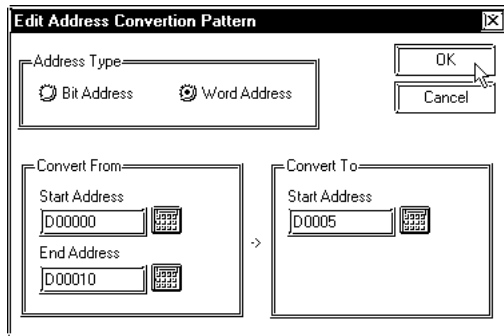 Edit Address Convertion Pattern
Address Type
Bit Address
Word Address
OK
Cancel
Convert From
Start Address
D00000
End Address
D00010
->
Convert To
Start Address
D0005